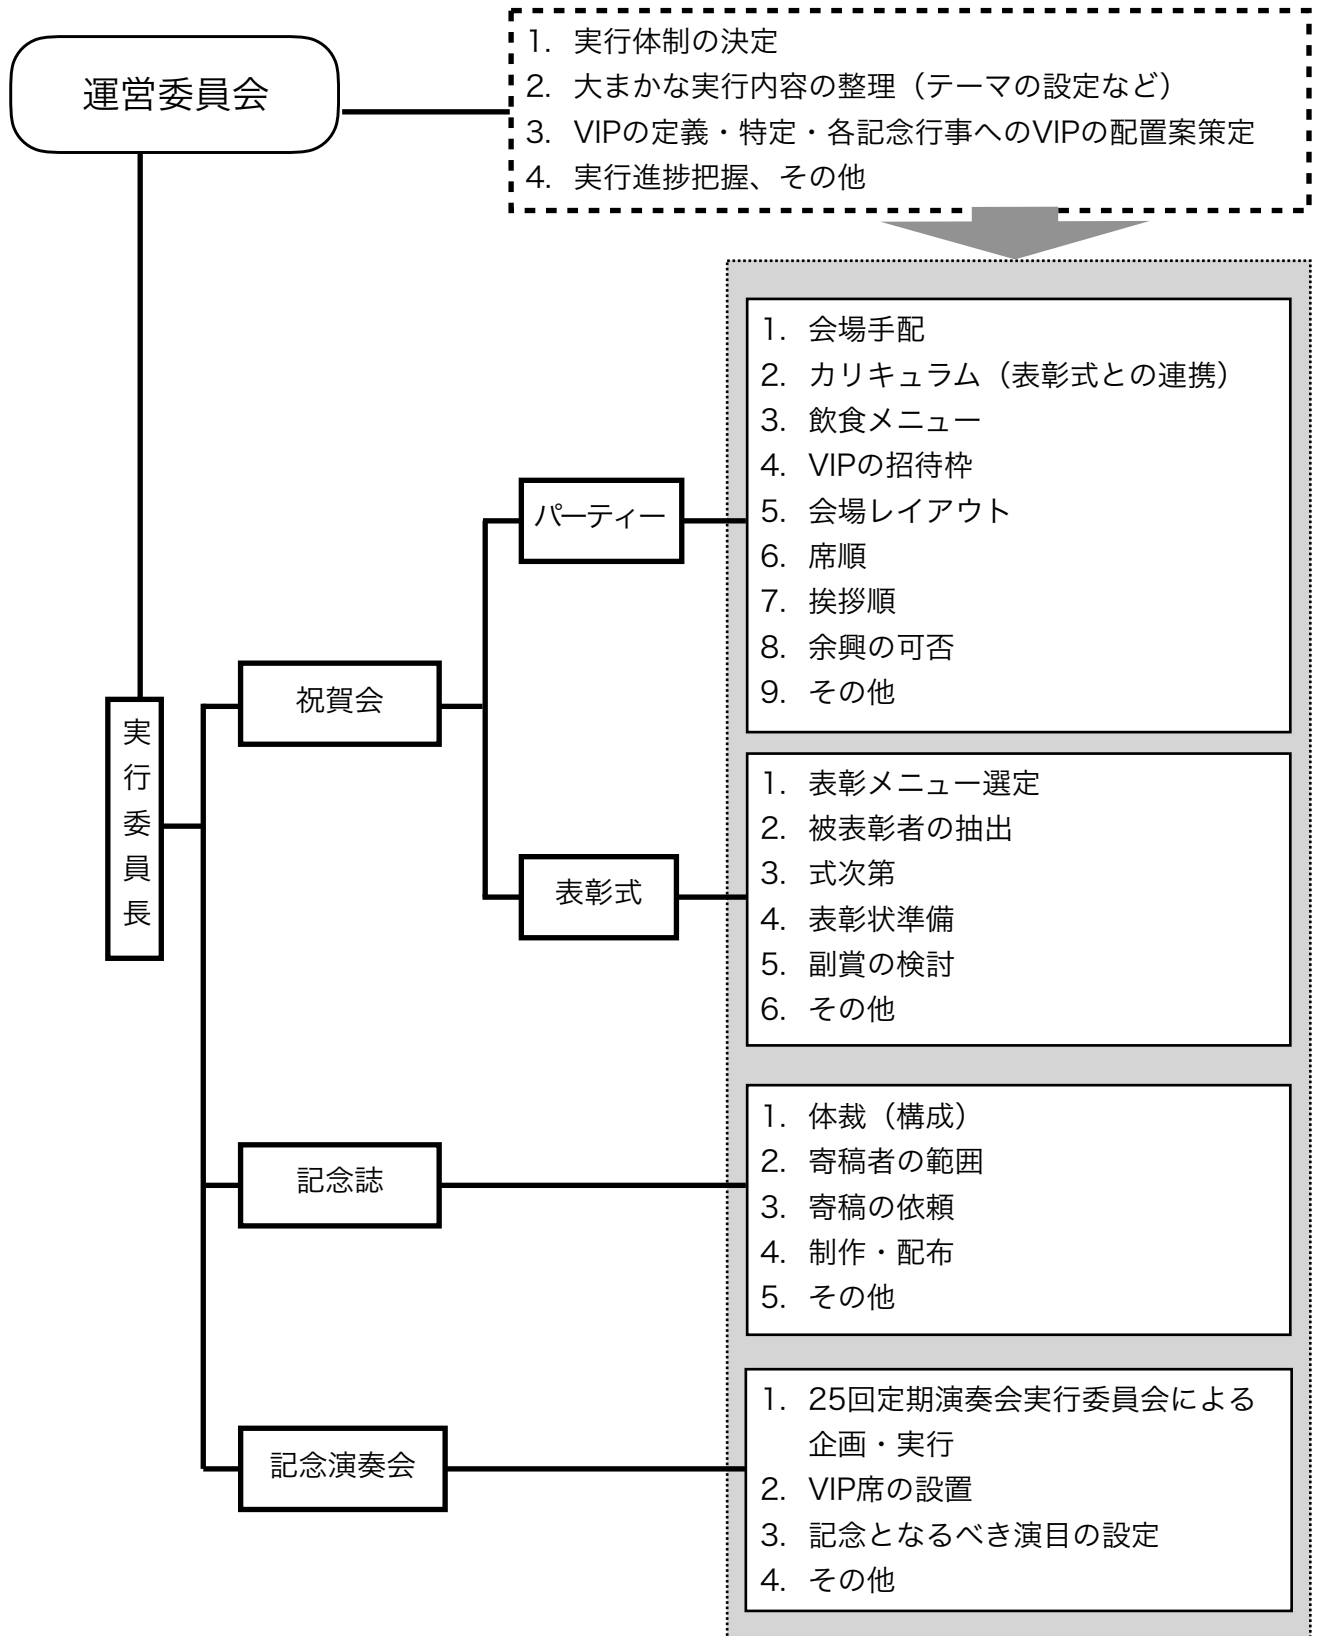 運営委員会
1. 実行体制の決定
2. 大まかな実行内容の整理（テーマの設定など）
3. VIPの定義・特定・各記念行事へのVIPの配置案策定
4. 実行進捗把握、その他
実行委員長
祝賀会
パーティー
1. 会場手配
2. カリキュラム（表彰式との連携）
3. 飲食メニュー
4. VIPの招待枠
5. 会場レイアウト
6. 席順
7. 挨拶順
8. 余興の可否
9. その他
表彰式
1. 表彰メニュー選定
2. 被表彰者の抽出
3. 式次第
4. 表彰状準備
5. 副賞の検討
6. その他
記念誌
1. 体裁（構成）
2. 寄稿者の範囲
3. 寄稿の依頼
4. 制作・配布
5. その他
記念演奏会
1. 25回定期演奏会実行委員会による
企画・実行
2. VIP席の設置
3. 記念となるべき演目の設定
4. その他